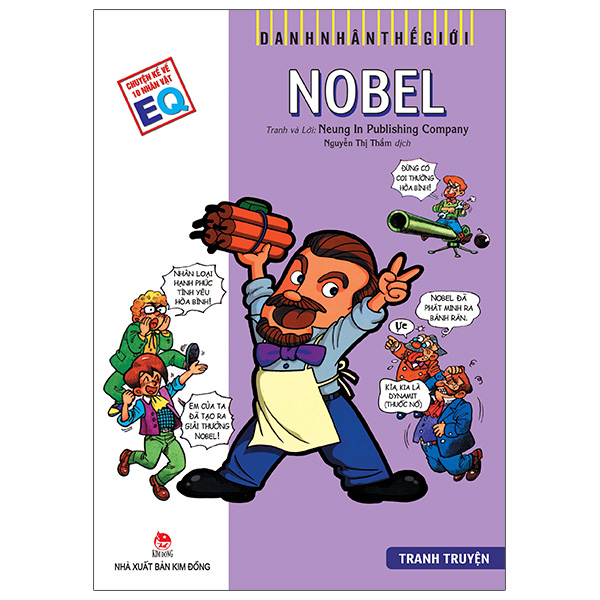 DANH NHÂN THẾ GIỚI
CHUYỆN KỂ VỀ
10 NHÂN VẬT
EQ
NOBEL
Tranh và Lời: Neung In Publishing Company
Nguyễn Thị Thắm dịch
ĐỪNG CÓ
COI THƯỜNG
HÒA BÌNH!
NHÂN LOẠI
HẠNH PHÚC
TÌNH YÊU
HÒA BÌNH!
NOBEL ĐÃ
PHÁT MINH RA
BÁNH RÁN.
ỰC
KÌA, KIA LÀ
DYNAMIT
(THUỐC NỔ)
EM CỦA TA
ĐÃ TẠO RA
GIẢI THƯỞNG
NOBEL!
KIM ĐỒNG
NHÀ XUẤT BẢN KIM ĐỒNG
TRANH TRUYỆN